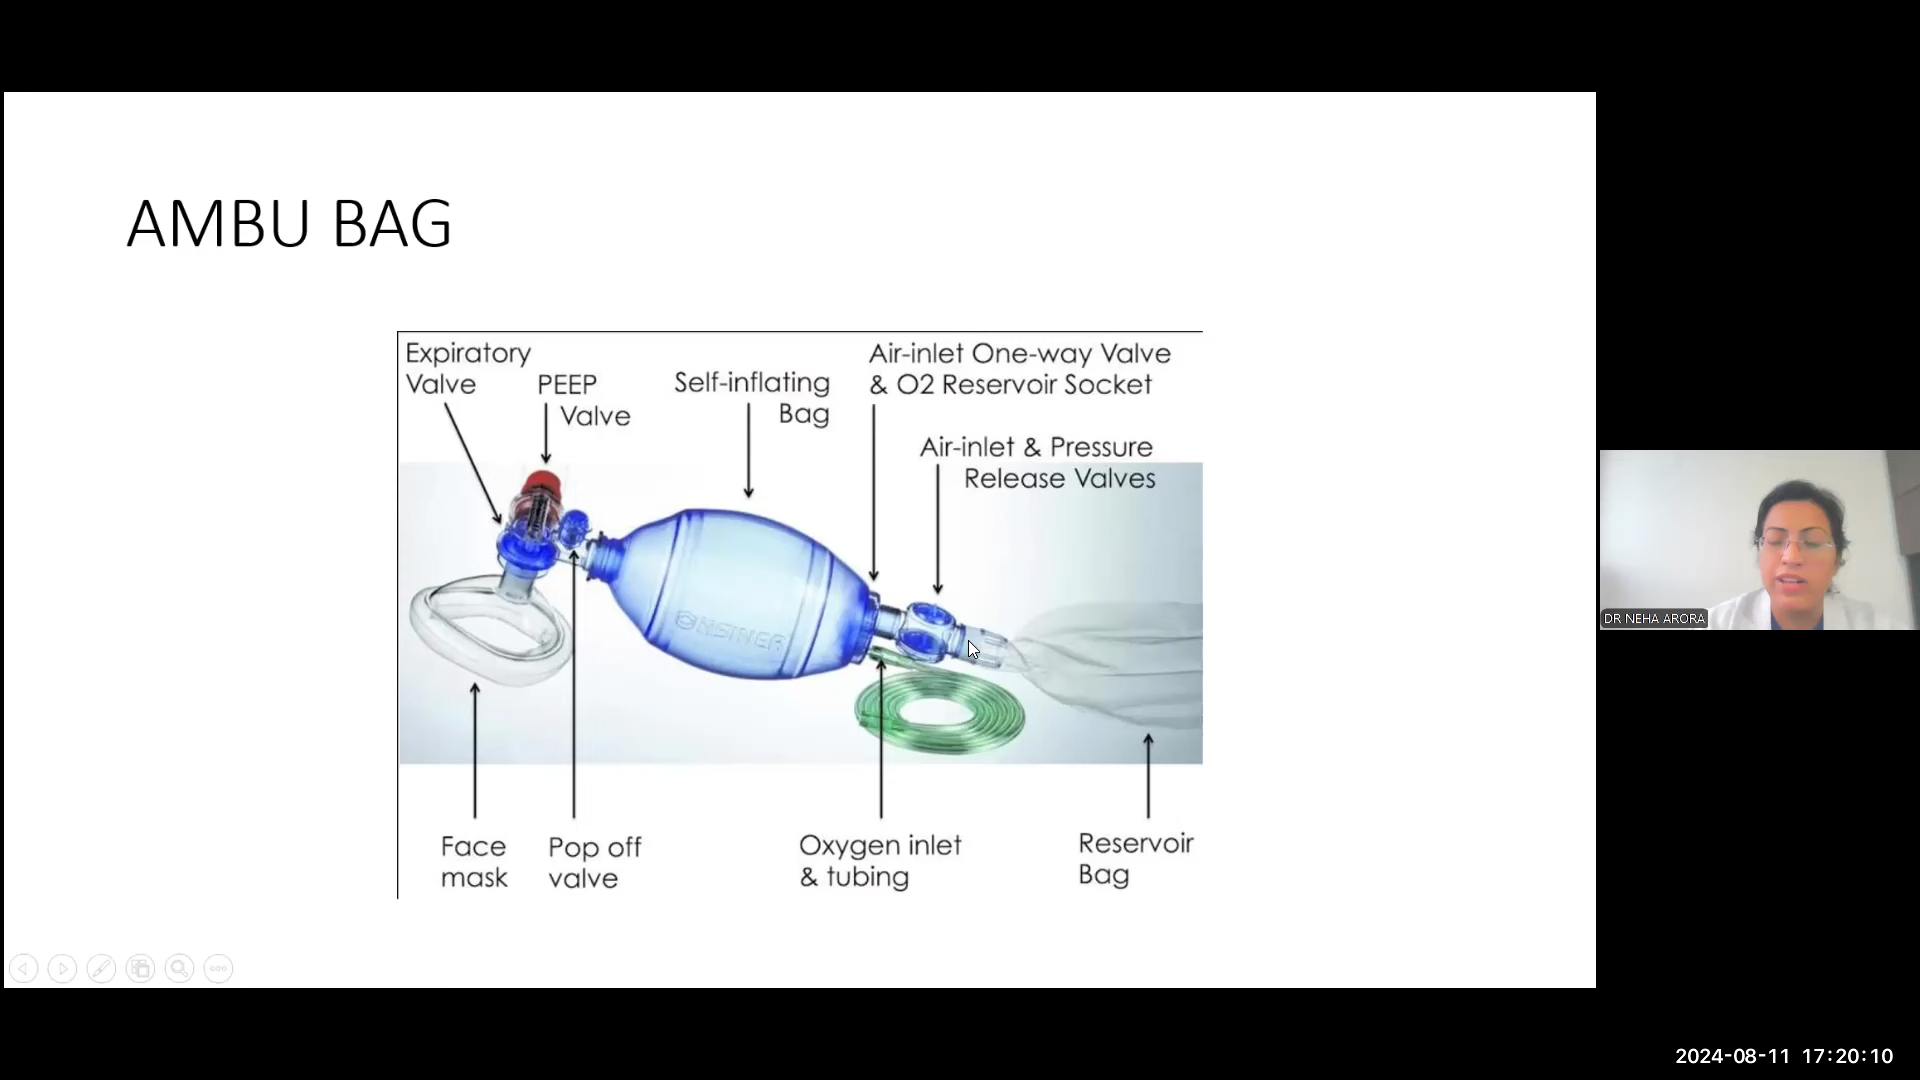 AMBU BAG
Expiratory
Valve
PEEP
Valve
Self-inflating
Bag
Air-inlet One-way Valve
& O2 Reservoir Socket
Air-inlet & Pressure
Release Valves
Face
mask
Pop off
valve
Oxygen inlet
& tubing
Reservoir
Bag
DR NEHA ARORA
2024-08-11 17:20:10